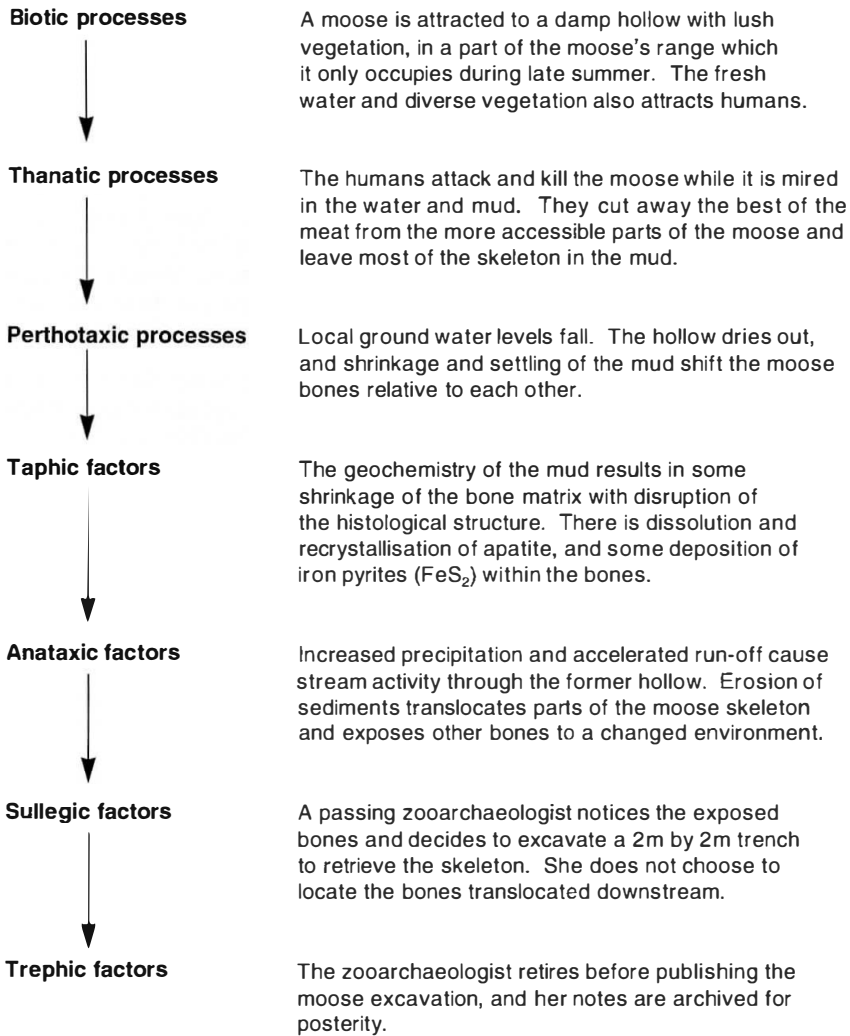 Biotic processes
A moose is attracted to a damp hollow with lush
vegetation, in a part of the moose's range which
it only occupies during late summer. The fresh
water and diverse vegetation also attracts humans.
Thanatic processes
The humans attack and kill the moose while it is mired
in the water and mud. They cut away the best of the
meat from the more accessible parts of the moose and
leave most of the skeleton in the mud.
Perthotaxic processes
Local ground water levels fall. The hollow dries out,
and shrinkage and settling of the mud shift the moose
bones relative to each other.
Taphic factors
The geochemistry of the mud results in some
shrinkage of the bone matrix with disruption of
the histological structure. There is dissolution and
recrystallisation of apatite, and some deposition of
iron pyrites (FeS₂) within the bones.
Anataxic factors
Increased precipitation and accelerated run-off cause
stream activity through the former hollow. Erosion of
sediments translocates parts of the moose skeleton
and exposes other bones to a changed environment.
Sullegic factors
A passing zooarchaeologist notices the exposed
bones and decides to excavate a 2m by 2m trench
to retrieve the skeleton. She does not choose to
locate the bones translocated downstream.
Trephic factors
The zooarchaeologist retires before publishing the
moose excavation, and her notes are archived for
posterity.